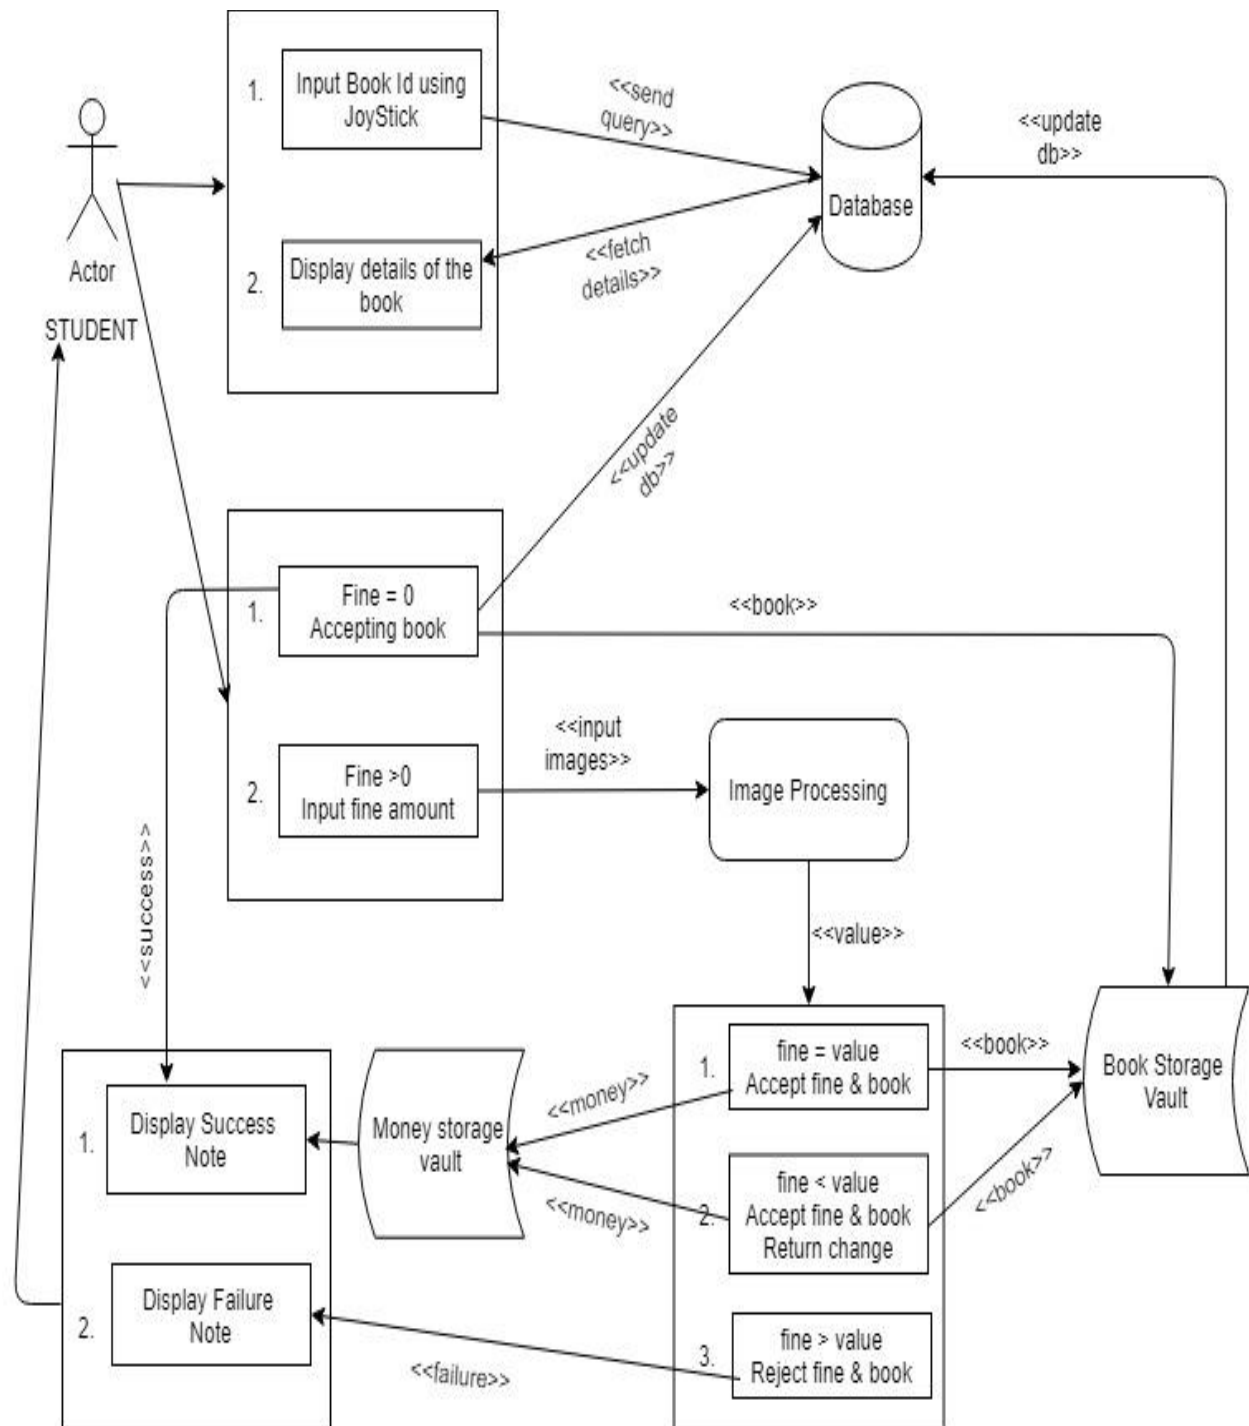 1.
Input Book Id using
JoyStick
<<send
query>>
<<update
db>>
Database
Actor
STUDENT
2.
Display details of the
book
<<fetch
details>>
<<update
db>>
1.
Fine = 0
Accepting book
<<book>>
2.
Fine >0
Input fine amount
<<input
images>>
Image Processing
<<success>>
<<value>>
1.
fine = value
Accept fine & book
<<book>>
Book Storage
Vault
<<money>>
1.
Display Success
Note
Money storage
vault
2.
fine < value
Accept fine & book
Return change
<<book>>
<<money>>
2.
Display Failure
Note
3.
fine > value
Reject fine & book
<<failure>>